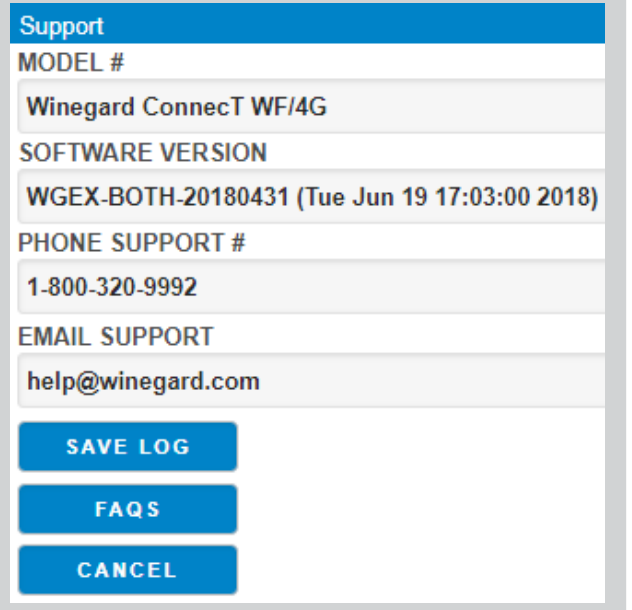 Support
MODEL #
Winegard ConnecT WF/4G
SOFTWARE VERSION
WGEX-BOTH-20180431 (Tue Jun 19 17:03:00 2018)
PHONE SUPPORT #
1-800-320-9992
EMAIL SUPPORT
help@winegard.com
SAVE LOG
FAQS
CANCEL